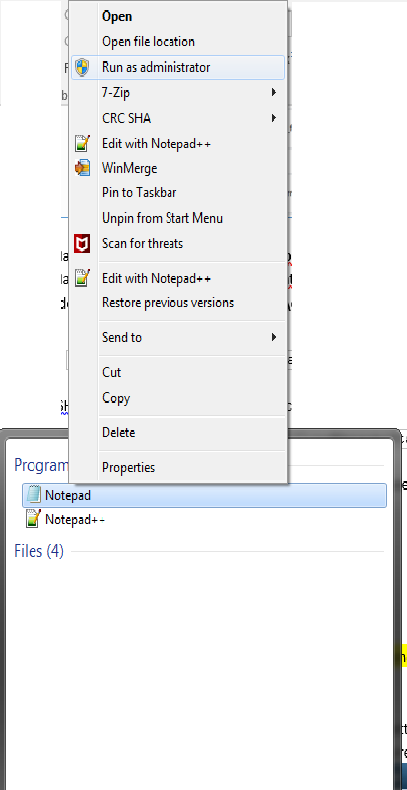 Open
Open file location
Run as administrator
7-Zip
CRC SHA
Edit with Notepad++
WinMerge
Pin to Taskbar
Unpin from Start Menu
Scan for threats
Edit with Notepad++
Restore previous versions
Send to
Cut
Copy
Delete
Properties
Program
Notepad
Notepad++
Files (4)